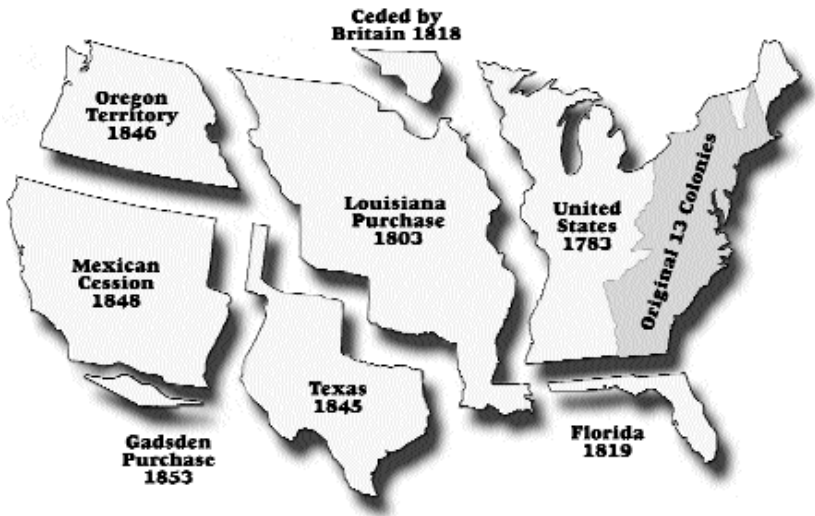 Ceded by
Britain 1818
Oregon
Territory
1846
Louisiana
Purchase
1803
United
States
1783
Original 13 Colonies
Mexican
Cession
1848
Texas
1845
Gadsden
Purchase
1853
Florida
1819